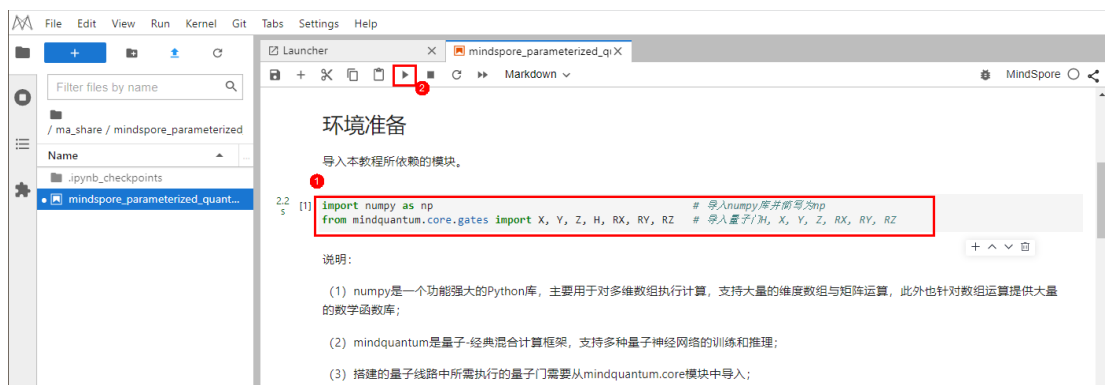 File Edit View Run Kernel Git Tabs Settings Help
Launcher
mindspore_parameterized_qu
Markdown
MindSpore
2
Filter files by name
/ ma_share / mindspore_parameterized
Name
.ipynb_checkpoints
mindspore_parameterized_quant...
环境准备
导入本教程所依赖的模块。
1
2.2
s
[1]
import numpy as np # 导入numpy库并简写为np
from mindquantum.core.gates import X, Y, Z, H, RX, RY, RZ # 导入量子门H, X, Y, Z, RX, RY, RZ
说明：
（1）numpy是一个功能强大的Python库，主要用于对多维数组执行计算，支持大量的维度数组与矩阵运算，此外也针对数组运算提供大量
的数学函数库；
（2）mindquantum是量子-经典混合计算框架，支持多种量子神经网络的训练和推理；
（3）搭建的量子线路中所需执行的量子门需要从mindquantum.core模块中导入；